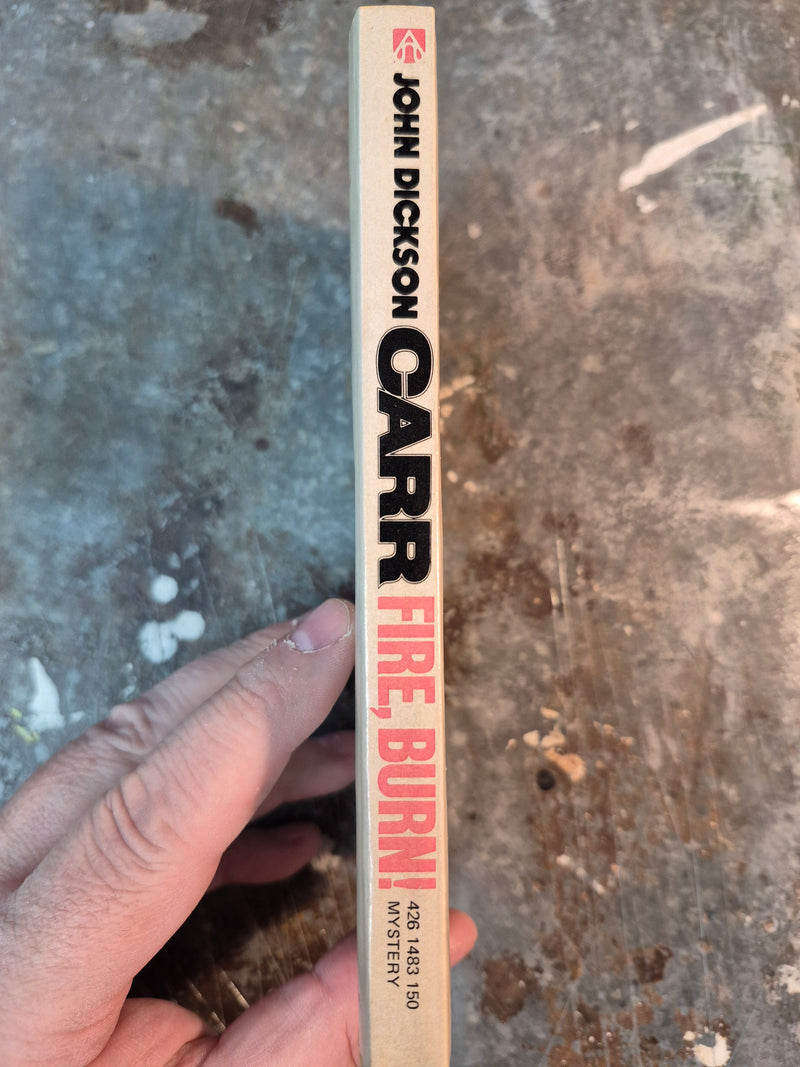 JOHN DICKSON CARR FIRE, BURN!
426 1483 150
MYSTERY